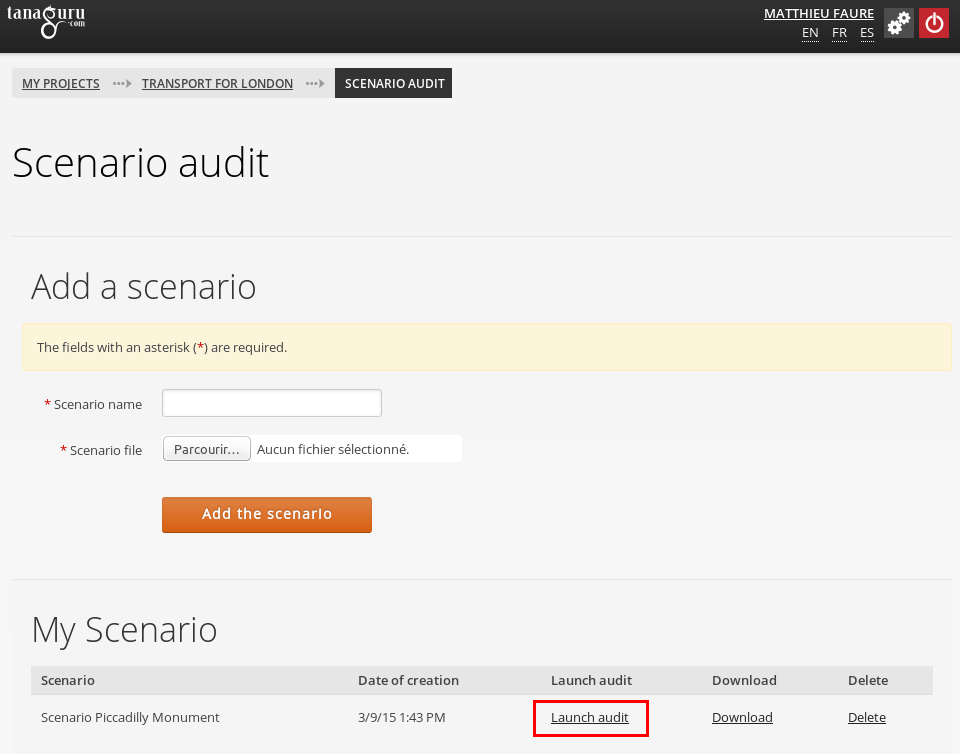 tanaguru
.com
MATTHIEU FAURE
EN FR ES
MY PROJECTS TRANSPORT FOR LONDON SCENARIO AUDIT
Scenario audit
Add a scenario
The fields with an asterisk (*) are required.
* Scenario name
* Scenario file Parcourir... Aucun fichier sélectionné.
Add the scenario
My Scenario
Scenario Date of creation Launch audit Download Delete
Scenario Piccadilly Monument 3/9/15 1:43 PM Launch audit Download Delete